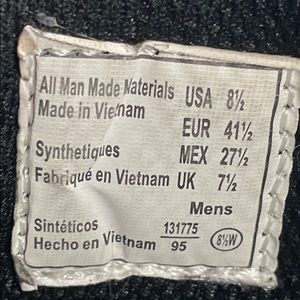 All Man Made Materials USA 8½
Made in Vietnam EUR 41½
Synthetiques MEX 27½
Fabriqué en Vietnam UK 7½
Mens
Sintéticos 131775
Hecho en Vietnam 95 8½W